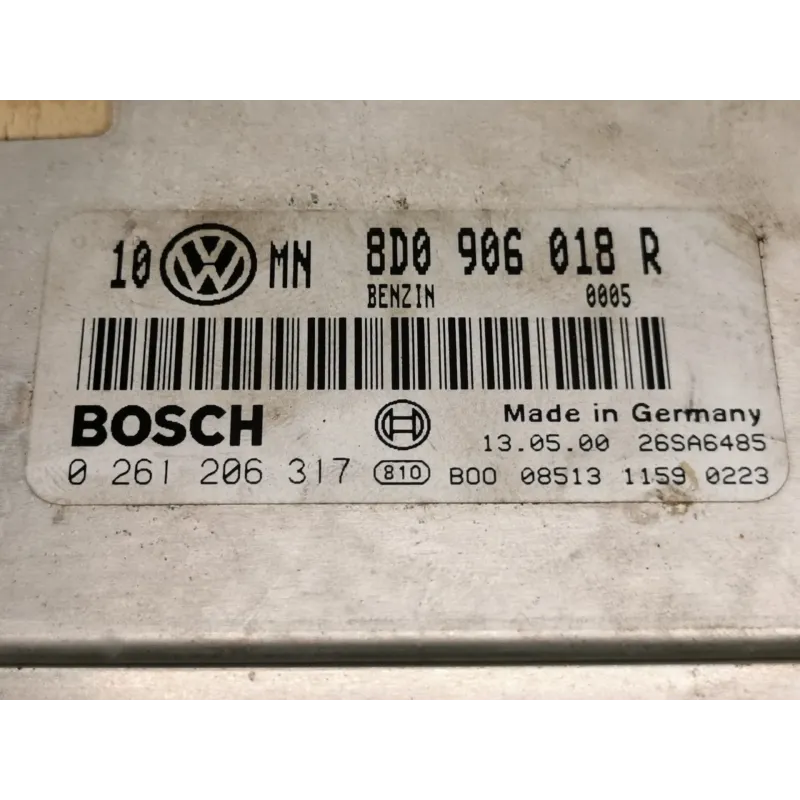 10 VW MN 8D0 906 018 R
BENZIN 0005
BOSCH Made in Germany
13.05.00 26SA6485
0 261 206 317 810 B00 08513 1159 0223